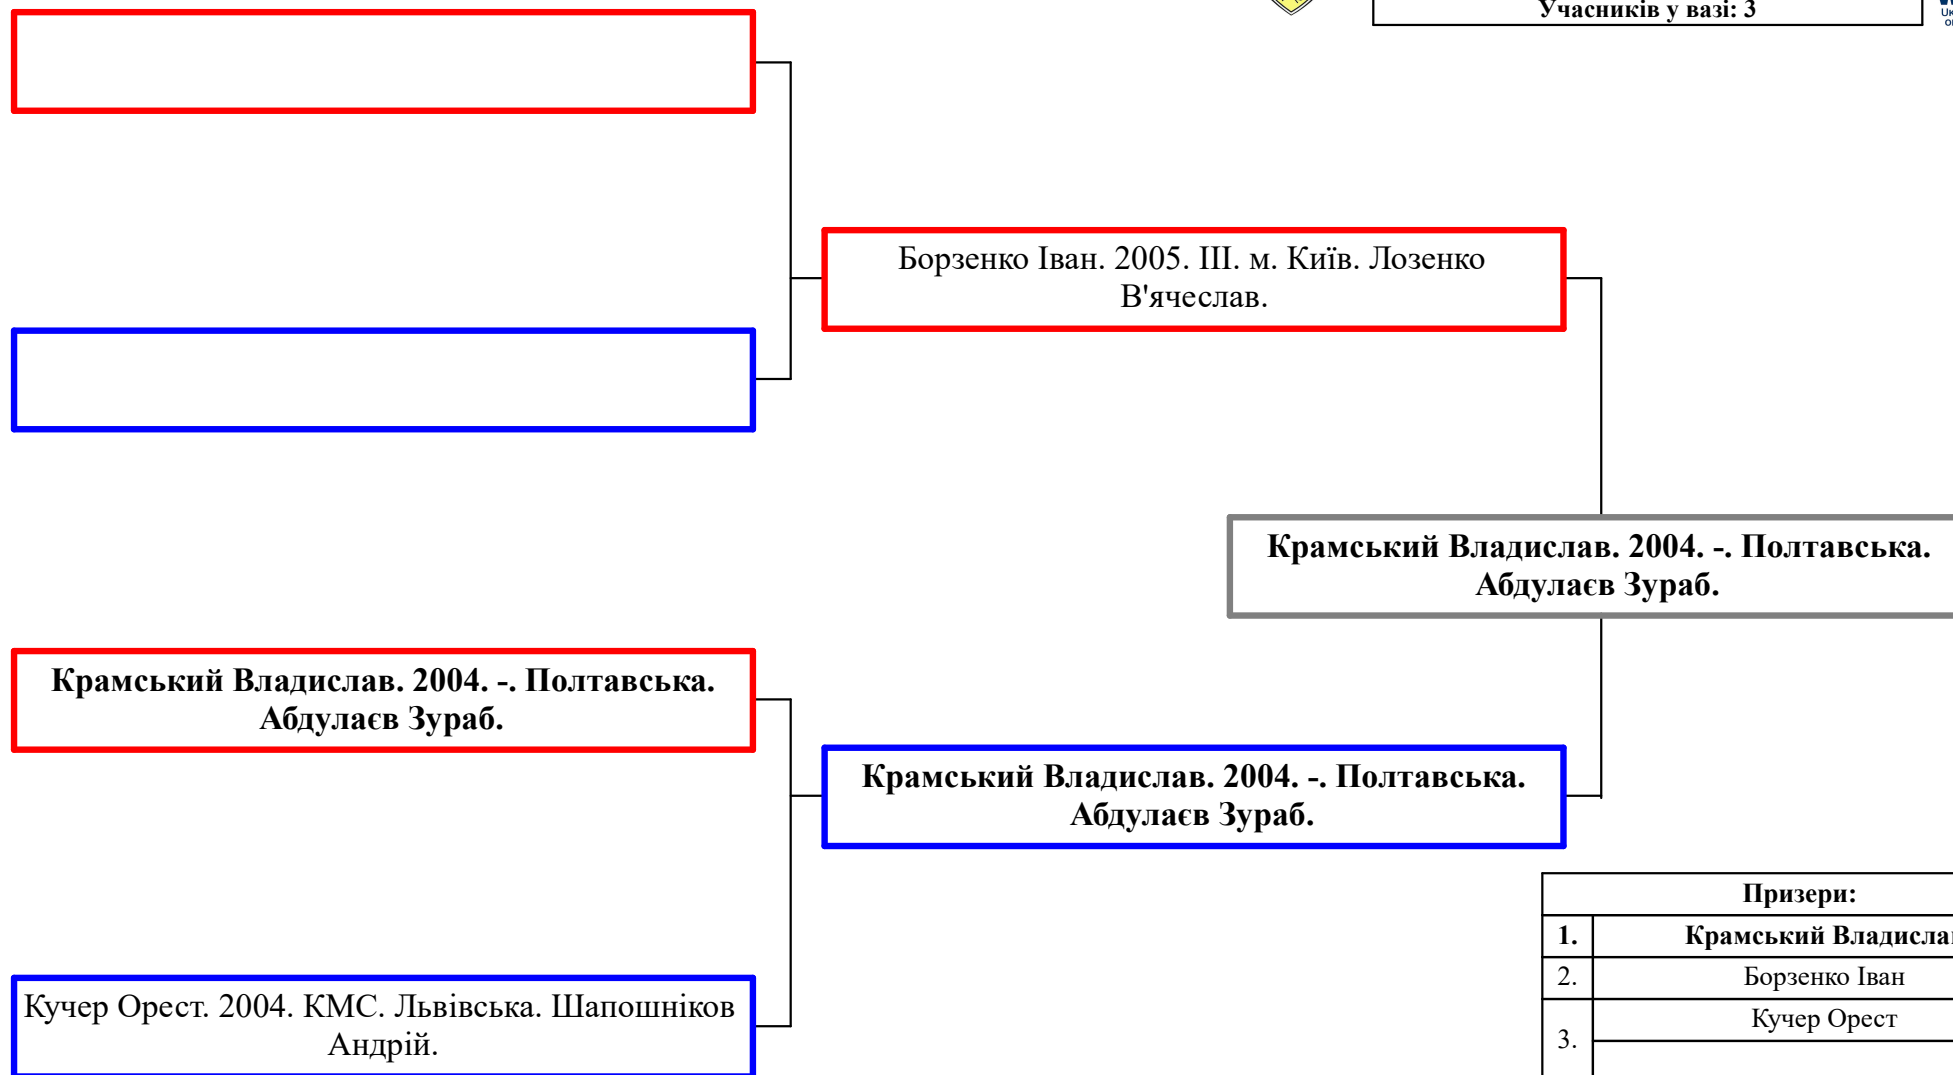 Учасників у вазі: 3
Борзенко Іван. 2005. III. м. Київ. Лозенко
В'ячеслав.
Крамський Владислав. 2004. -. Полтавська.
Абдулаєв Зураб.
Крамський Владислав. 2004. -. Полтавська.
Абдулаєв Зураб.
Крамський Владислав. 2004. -. Полтавська.
Абдулаєв Зураб.
Призери:
1. Крамський
2. Борзенко Іван
Кучер Орест
3.
Кучер Орест. 2004. КМС. Львівська. Шапошніков
Андрій.